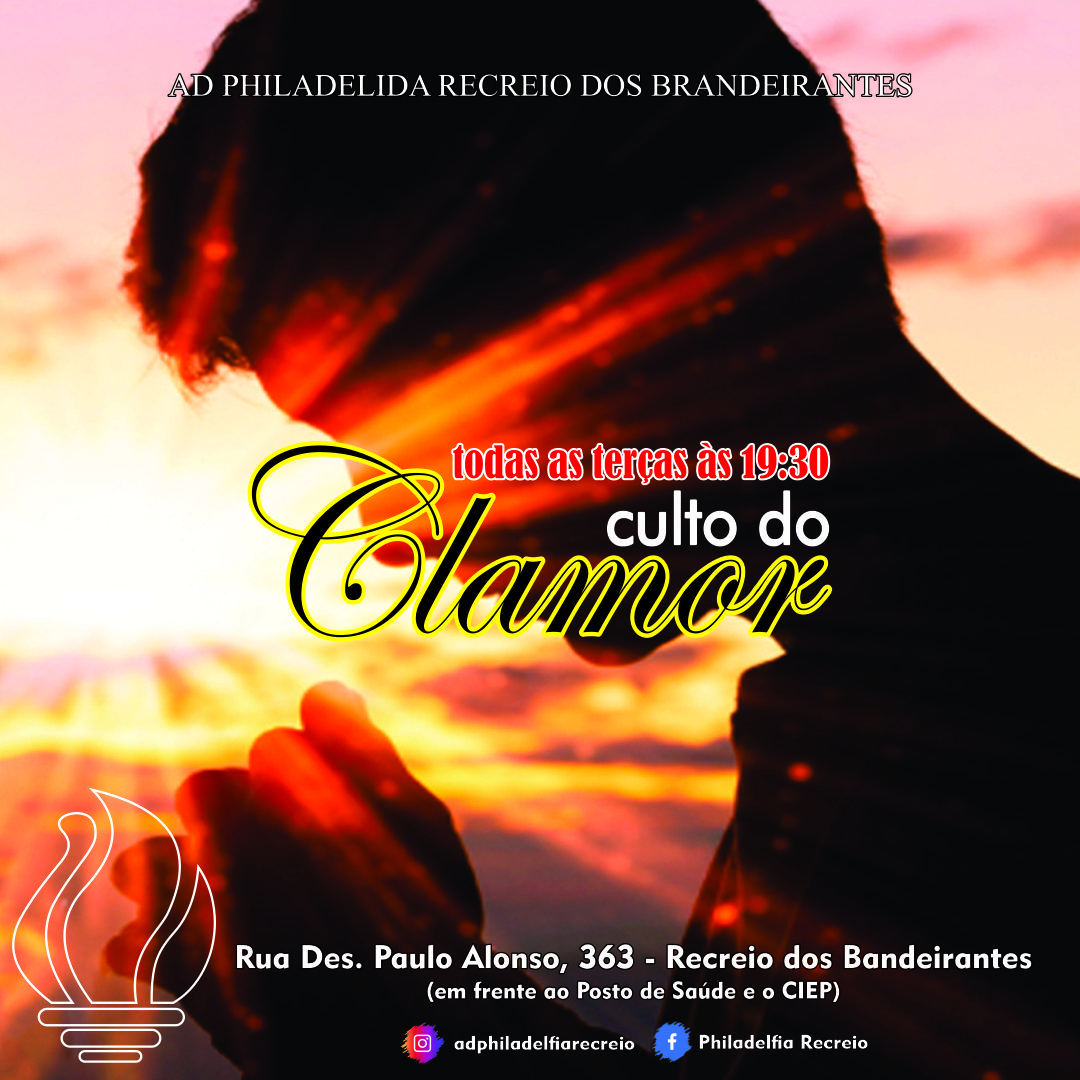 AD PHILADELIDA RECREIO DOS BRANDEIRANTES
todas as terças às 19:30
culto do
Clamor
Rua Des. Paulo Alonso, 363 - Recreio dos Bandeirantes
(em frente ao Posto de Saúde e o CIEP)
adphiladelfiarecreio
Philadelfia Recreio